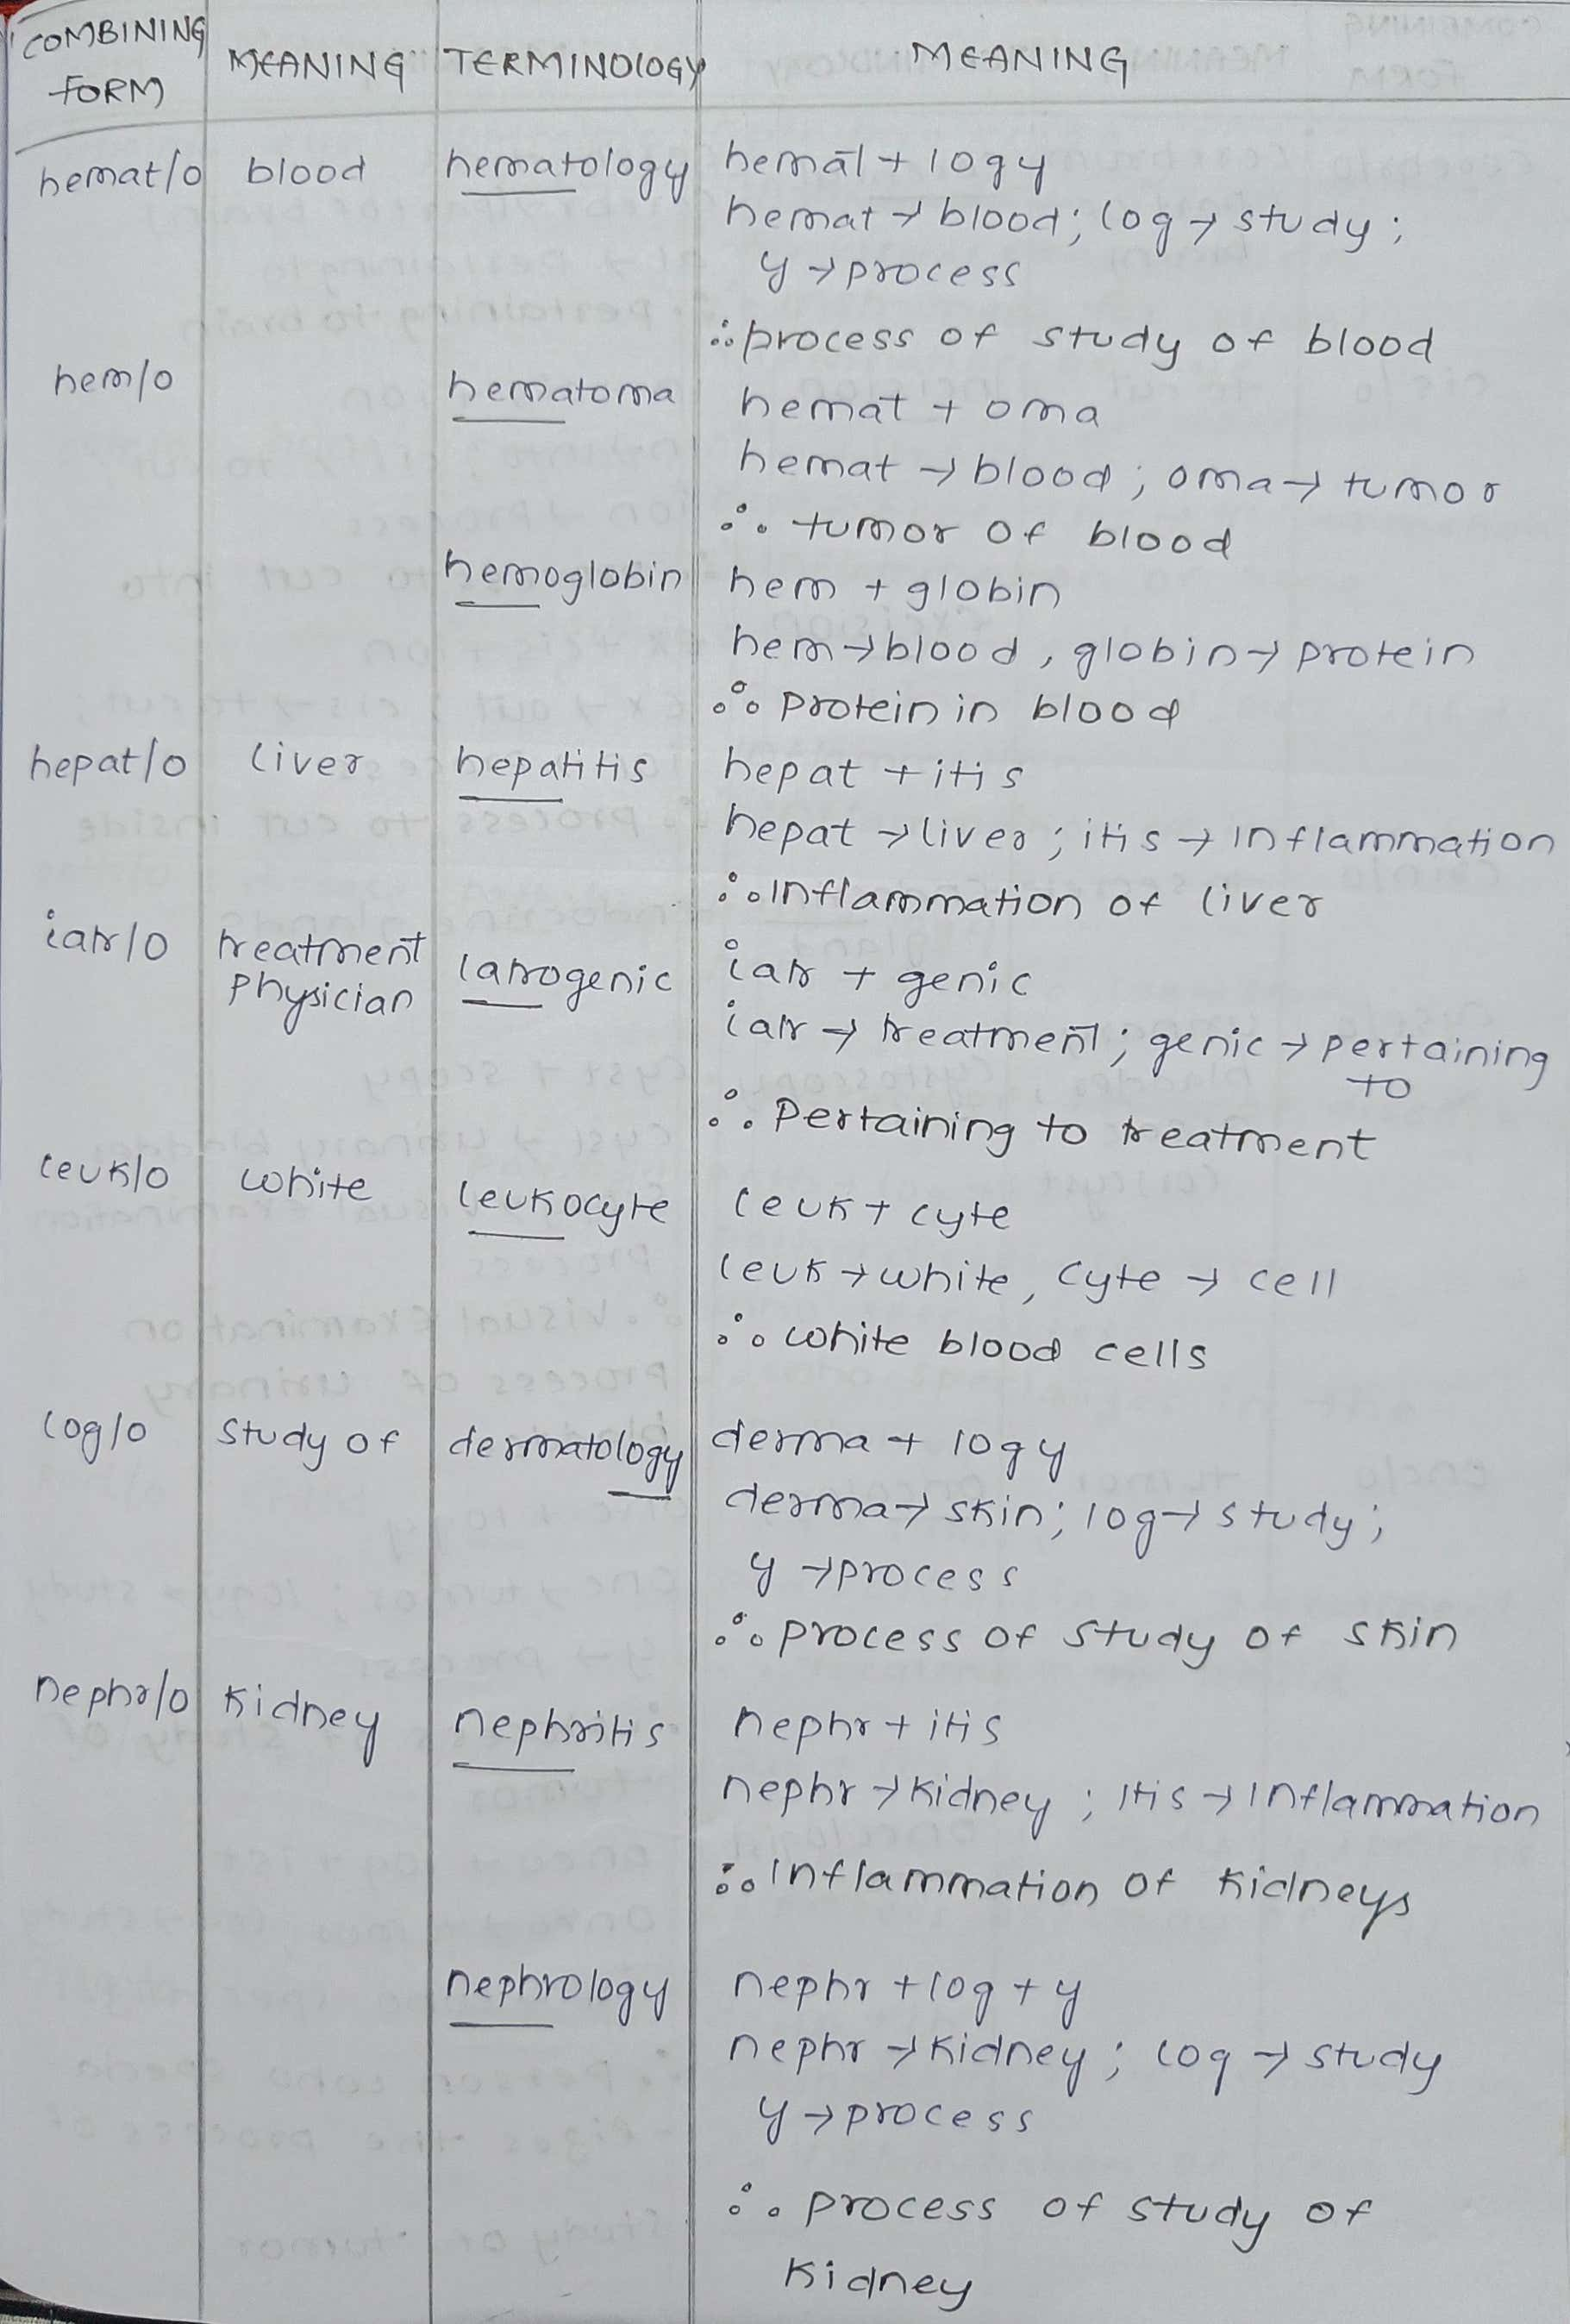 COMBINING FORM | MEANING | TERMINOLOGY | MEANING
hemat/o | blood | hematology | hemat + logy
hemat → blood; log → study;
y → process
∴ process of study of blood
hem/o | hematoma | hemat + oma
hemat → blood; oma → tumor
∴ tumor of blood
hemoglobin | hem + globin
hem → blood, globin → protein
∴ Protein in blood
hepat/o | liver | hepatitis | hepat + itis
hepat → liver; itis → Inflammation
∴ Inflammation of liver
iatr/o | treatment physician | Iatrogenic | iatr + genic
iatr → treatment; genic → pertaining
to
∴ Pertaining to treatment
leuk/o | white | leukocyte | leuk + cyte
leuk → white, cyte → cell
∴ white blood cells
log/o | study of | dermatology | derma + logy
derma → skin; log → study;
y → process
∴ process of study of skin
nephr/o | kidney | nephritis | nephr + itis
nephr → kidney; itis → Inflammation
∴ Inflammation of kidneys
nephrology | nephr + log + y
nephr → kidney; log → study
y → process
∴ process of study of
kidney